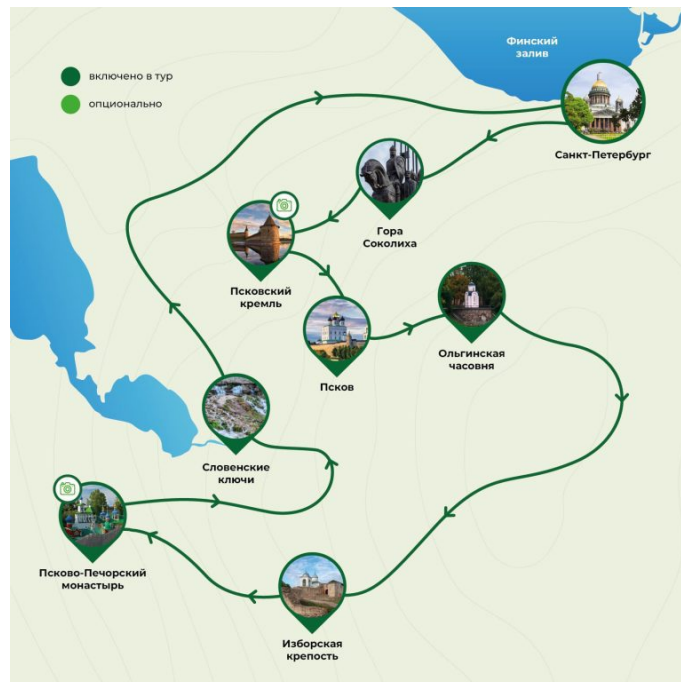 Финский
залив
включено в тур
опционально
Санкт-Петербург
Гора
Соколиха
Псковский
кремль
Псков
Ольгинская
часовня
Словенские
ключи
Псково-Печорский
монастырь
Изборская
крепость